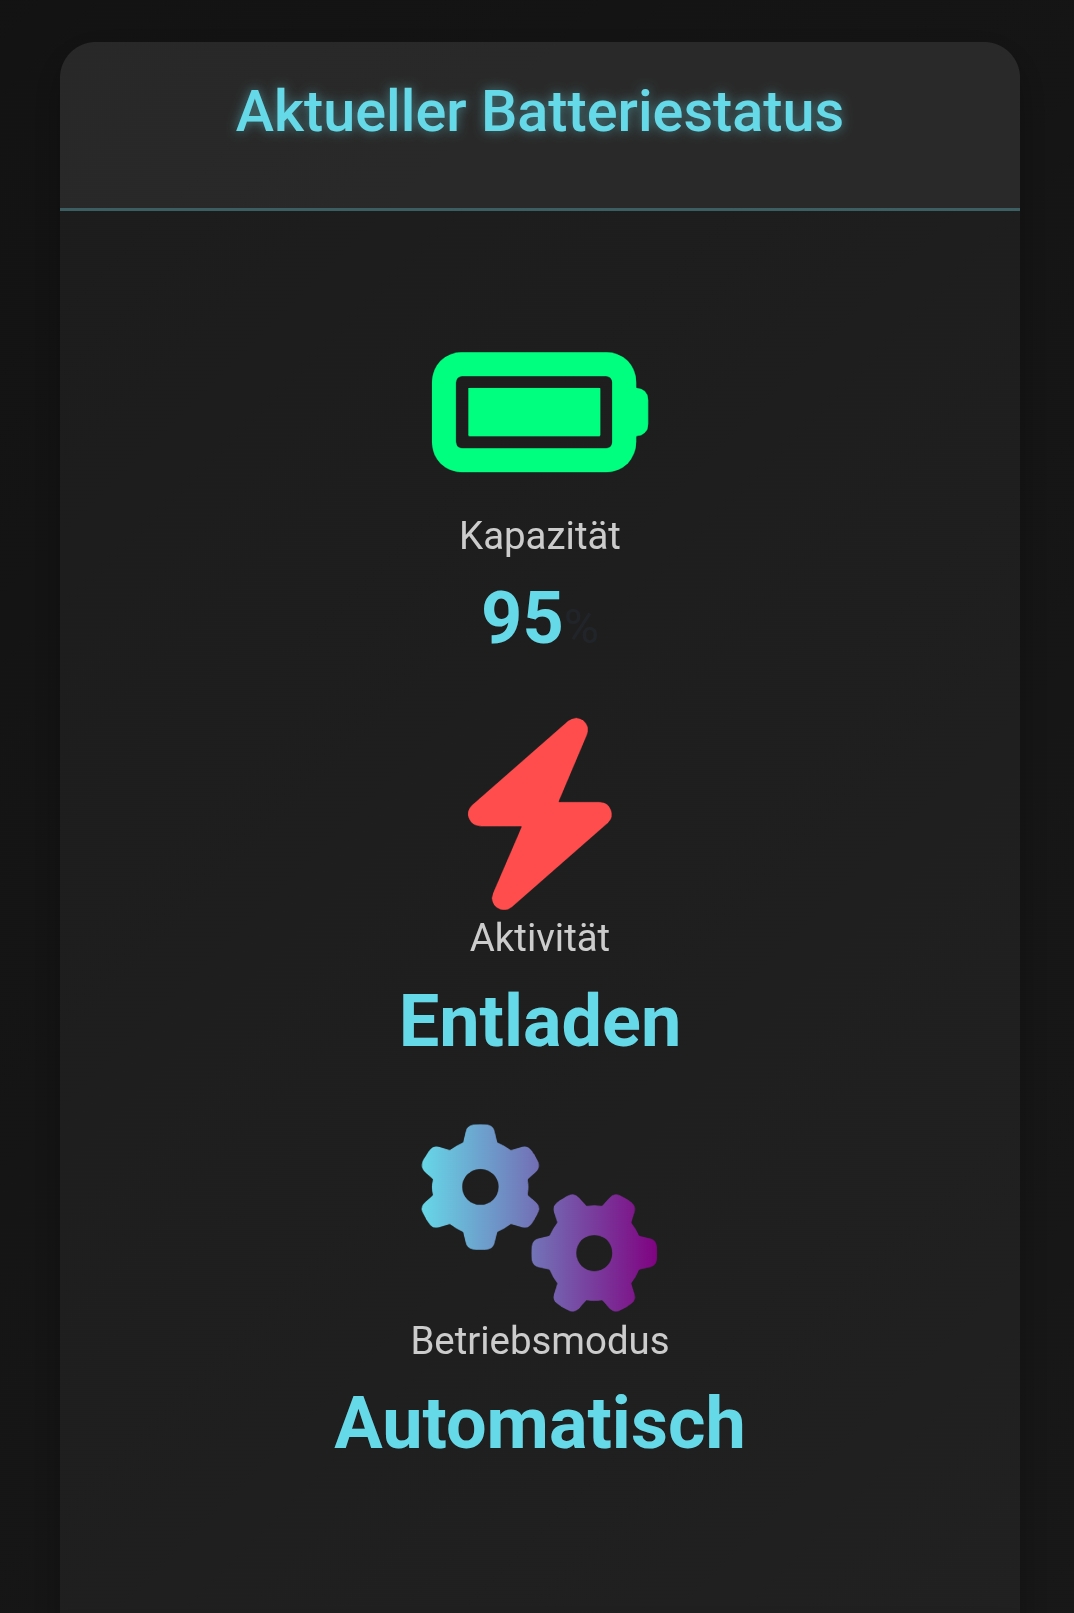 Aktueller Batteriestatus
Kapazität
95%
Aktivität
Entladen
Betriebsmodus
Automatisch